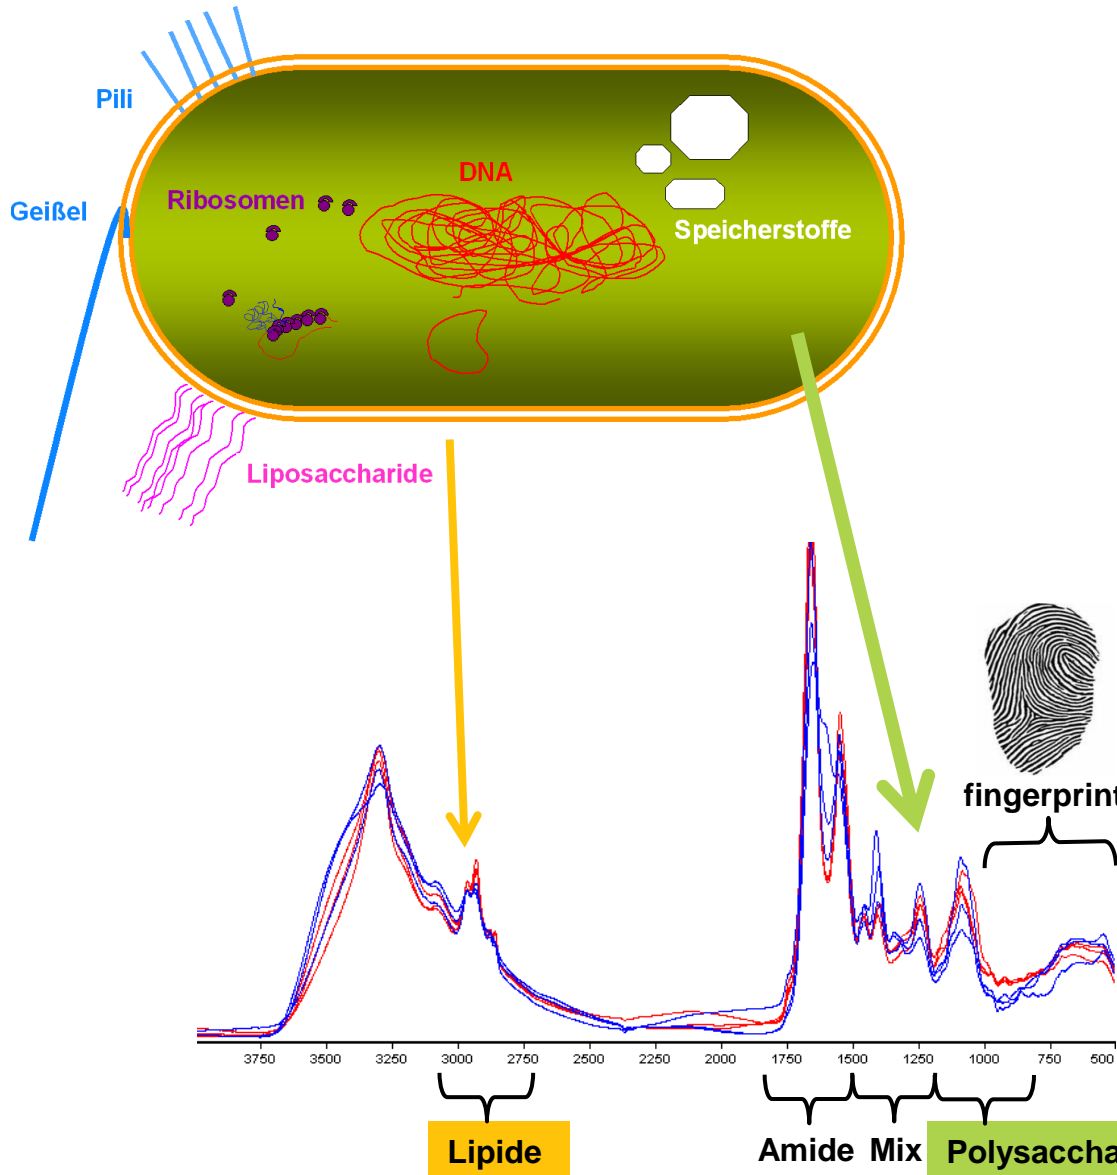 Pili
Geißel
Ribosomen
DNA
Speicherstoffe
Liposaccharide
fingerprint
3750 3500 3250 3000 2750 2500 2250 2000 1750 1500 1250 1000 750 500
Lipide
Amide
Mix
Polysaccha